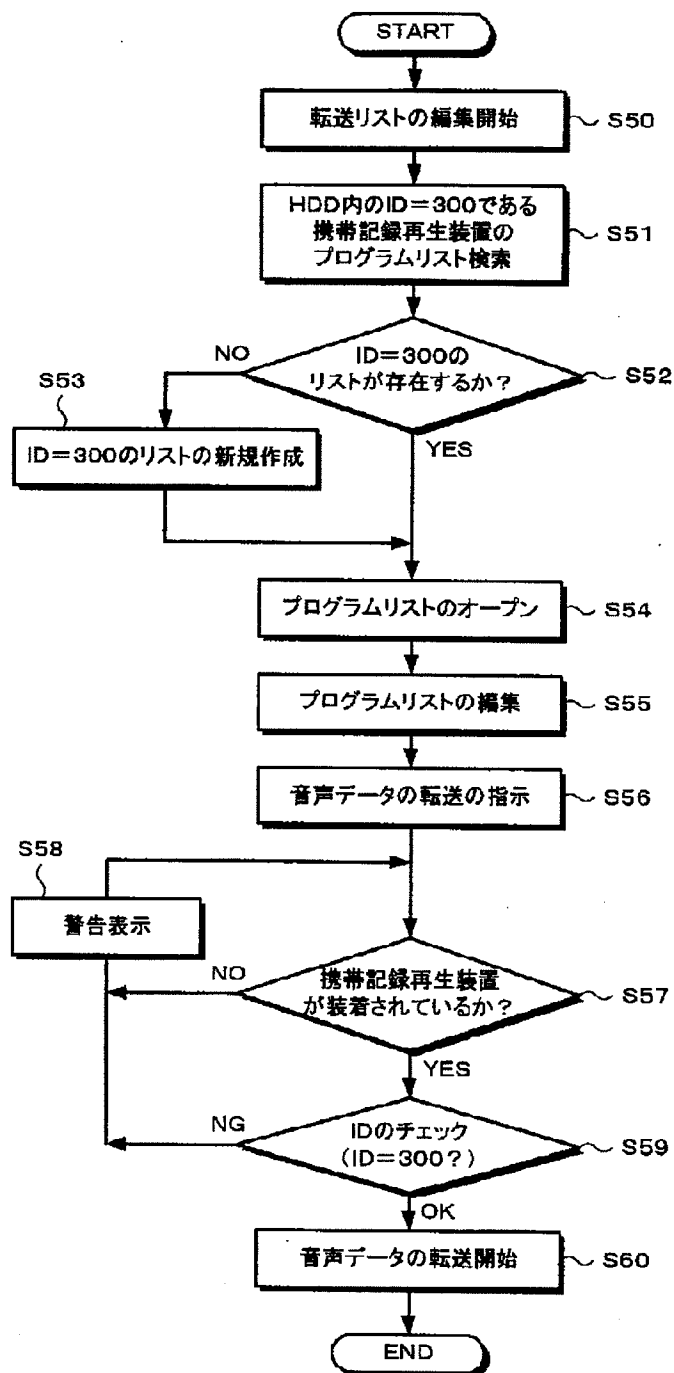 START
転送リストの編集開始
S50
HDD内のID=300である
携帯記録再生装置の
プログラムリスト検索
S51
ID=300の
リストが存在するか?
S52
NO
YES
S53
ID=300のリストの新規作成
プログラムリストのオープン
S54
プログラムリストの編集
S55
音声データの転送の指示
S56
S58
警告表示
携帯記録再生装置
が装着されているか?
S57
NO
YES
IDのチェック
(ID=300?)
S59
NG
OK
音声データの転送開始
S60
END